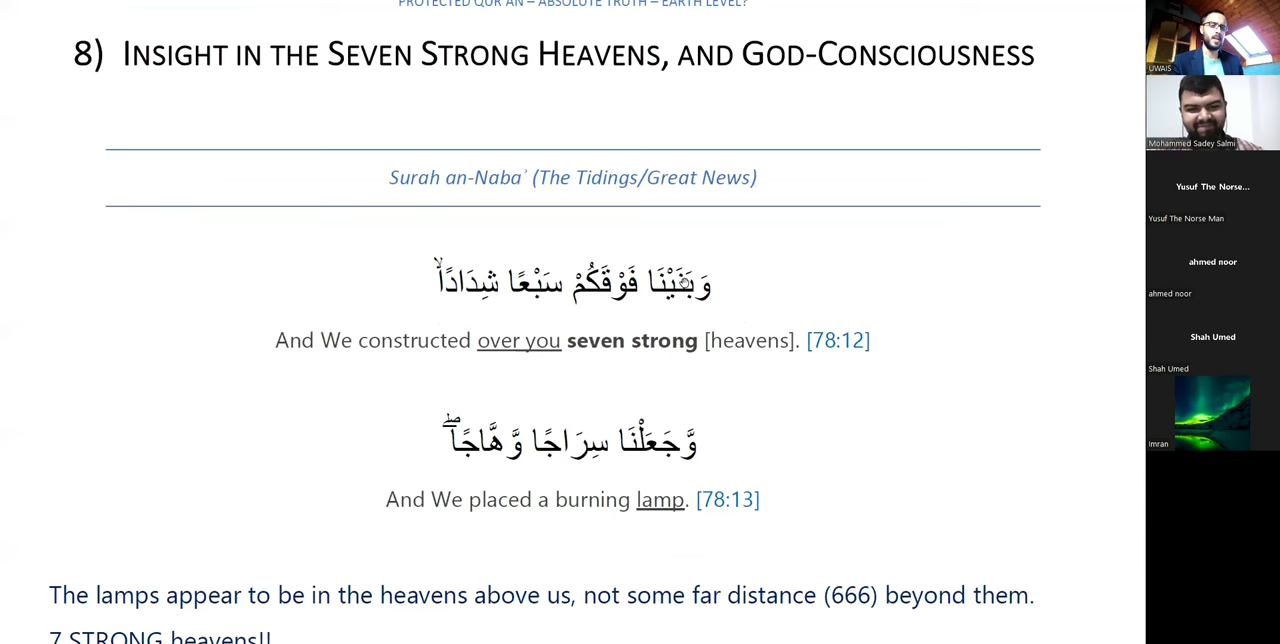 PROTECTED QUR'AN – ABSOLUTE TRUTH – EARTH LEVEL?
8) INSIGHT IN THE SEVEN STRONG HEAVENS, AND GOD-CONSCIOUSNESS
Surah an-Naba' (The Tidings/Great News)
وَبَنَيْنَا فَوْقَكُمْ سَبْعًا شِدَادًاۙ
And We constructed over you seven strong [heavens]. [78:12]
وَّجَعَلْنَا سِرَاجًا وَّهَّاجًاۖ
And We placed a burning lamp. [78:13]
The lamps appear to be in the heavens above us, not some far distance (666) beyond them.
7 STRONG heavens!!
UWAIS
Mohammed Sadey Salmi
Yusuf The Norse...
Yusuf The Norse Man
ahmed noor
ahmed noor
Shah Umed
Shah Umed
Imran